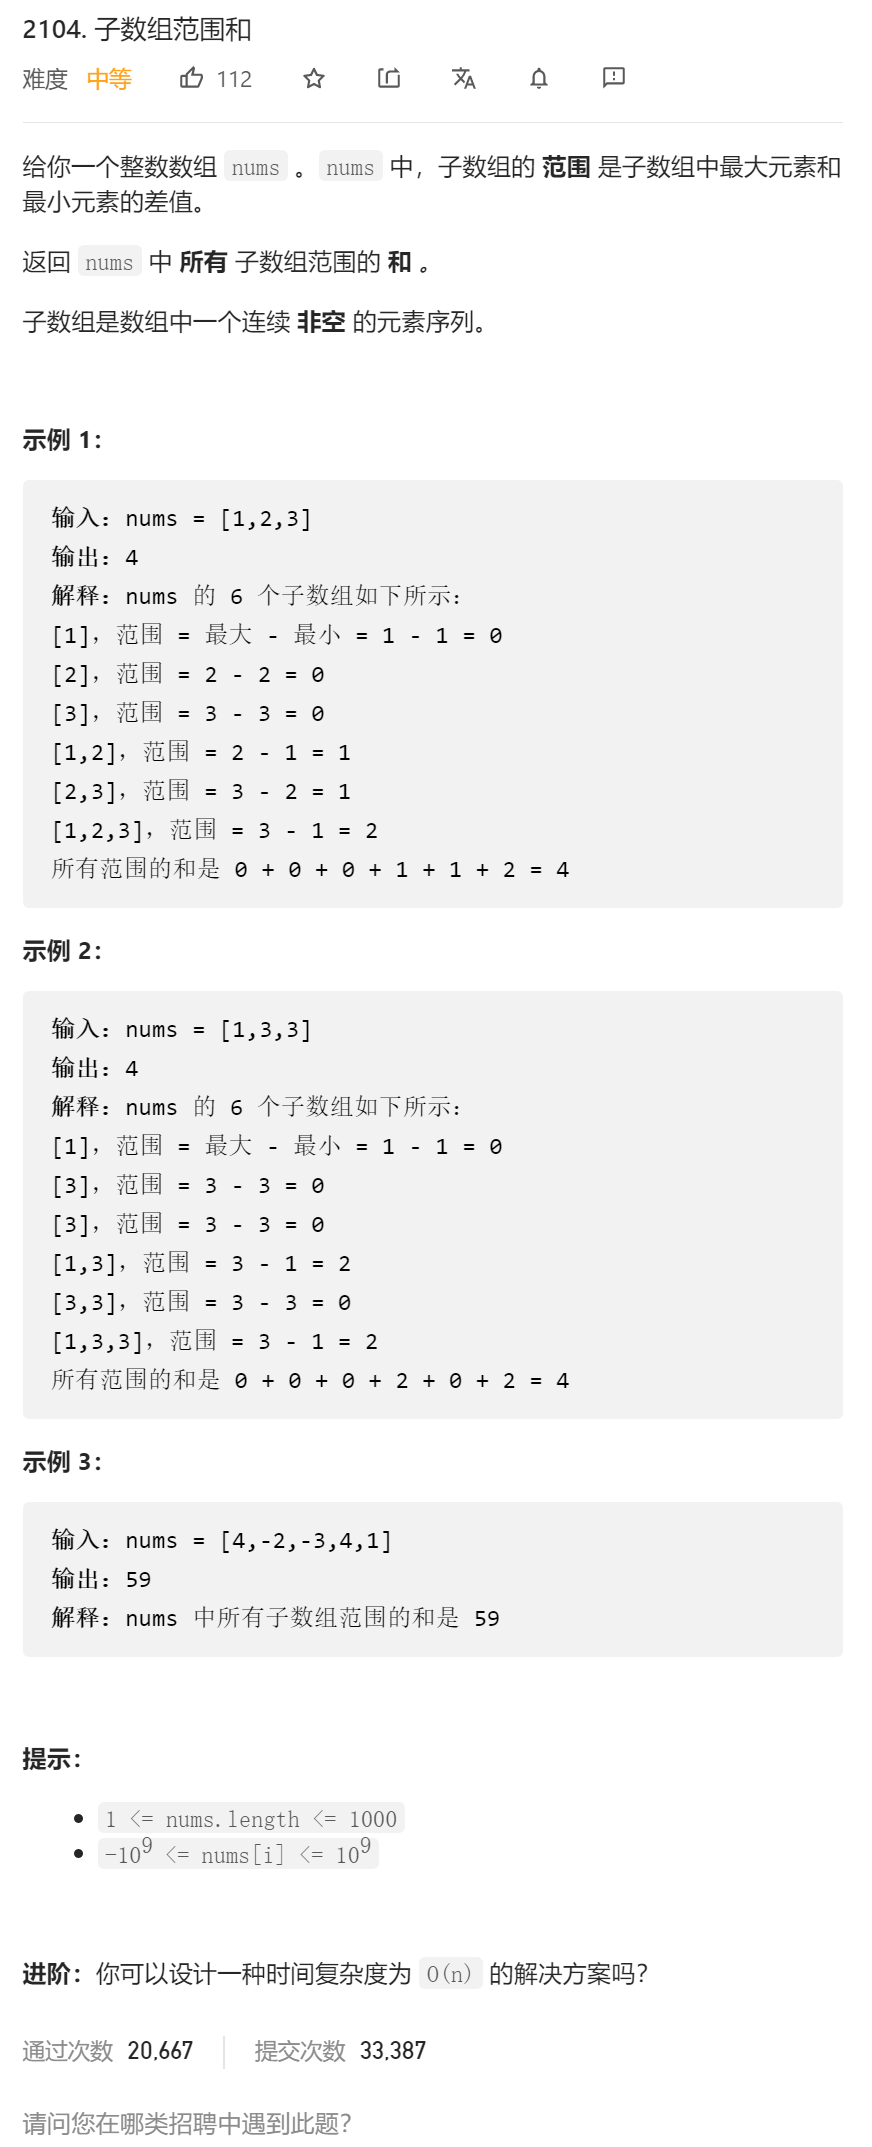 2104. 子数组范围和
难度 中等 112
给你一个整数数组 nums 。nums 中，子数组的 范围 是子数组中最大元素和
最小元素的差值。
返回 nums 中 所有 子数组范围的 和 。
子数组是数组中一个连续 非空 的元素序列。
示例 1：
输入：nums = [1,2,3]
输出：4
解释：nums 的 6 个子数组如下所示：
[1]，范围 = 最大 - 最小 = 1 - 1 = 0
[2]，范围 = 2 - 2 = 0
[3]，范围 = 3 - 3 = 0
[1,2]，范围 = 2 - 1 = 1
[2,3]，范围 = 3 - 2 = 1
[1,2,3]，范围 = 3 - 1 = 2
所有范围的和是 0 + 0 + 0 + 1 + 1 + 2 = 4
示例 2：
输入：nums = [1,3,3]
输出：4
解释：nums 的 6 个子数组如下所示：
[1]，范围 = 最大 - 最小 = 1 - 1 = 0
[3]，范围 = 3 - 3 = 0
[3]，范围 = 3 - 3 = 0
[1,3]，范围 = 3 - 1 = 2
[3,3]，范围 = 3 - 3 = 0
[1,3,3]，范围 = 3 - 1 = 2
所有范围的和是 0 + 0 + 0 + 2 + 0 + 2 = 4
示例 3：
输入：nums = [4,-2,-3,4,1]
输出：59
解释：nums 中所有子数组范围的和是 59
提示：
• 1 <= nums.length <= 1000
• -10⁹ <= nums[i] <= 10⁹
进阶：你可以设计一种时间复杂度为 O(n) 的解决方案吗？
通过次数 20,667 提交次数 33,387
请问您在哪类招聘中遇到此题？